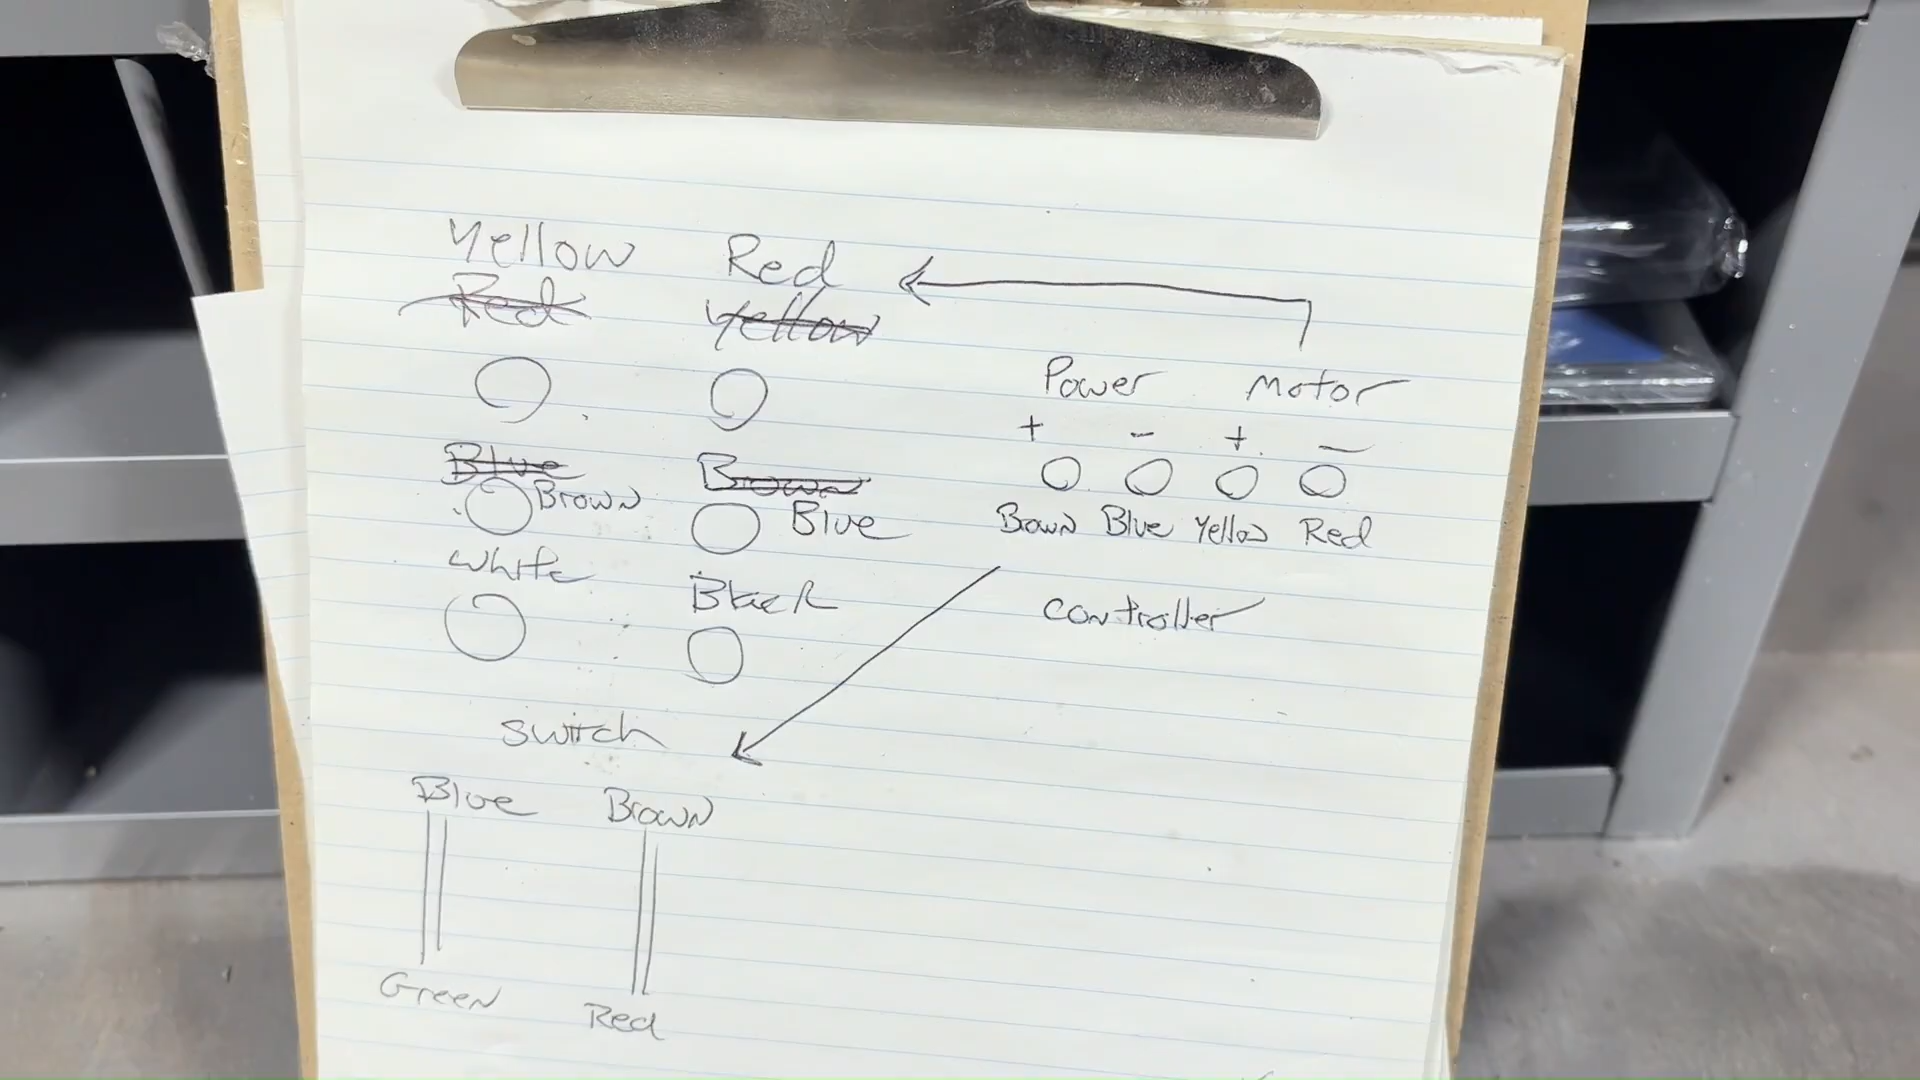 Yellow Red
Red Yellow
Power Motor
+ - + -
Blue Brown
Brown Blue
Bown Blue Yellow Red
White Black
controller
switch
Blue Brown
Green Red